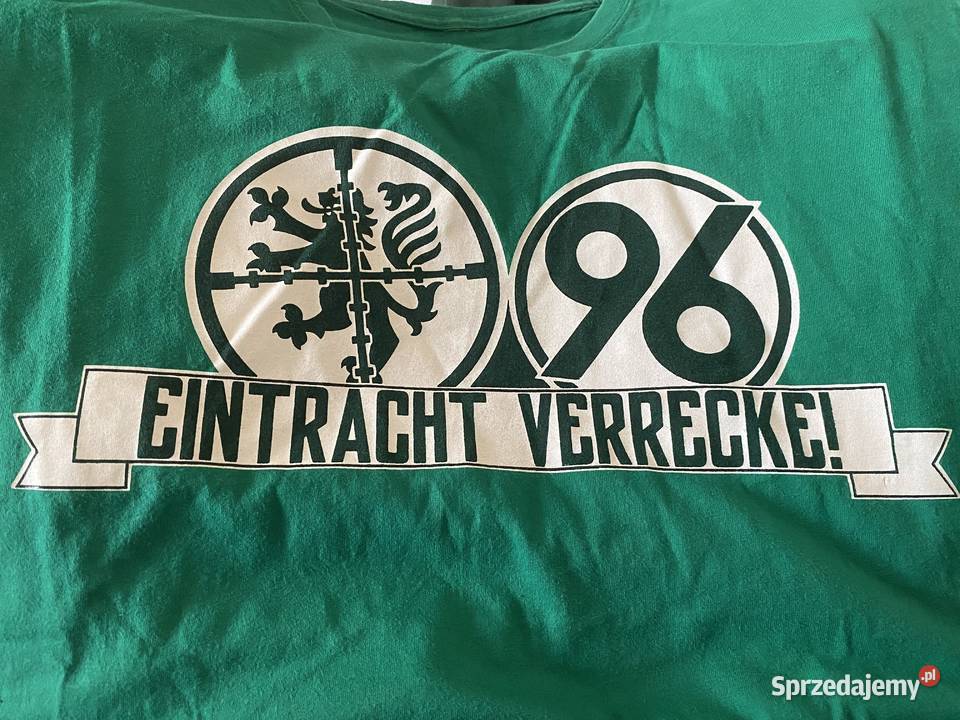 96
EINTRACHT VERRECKE!
Sprzedajemy.pl